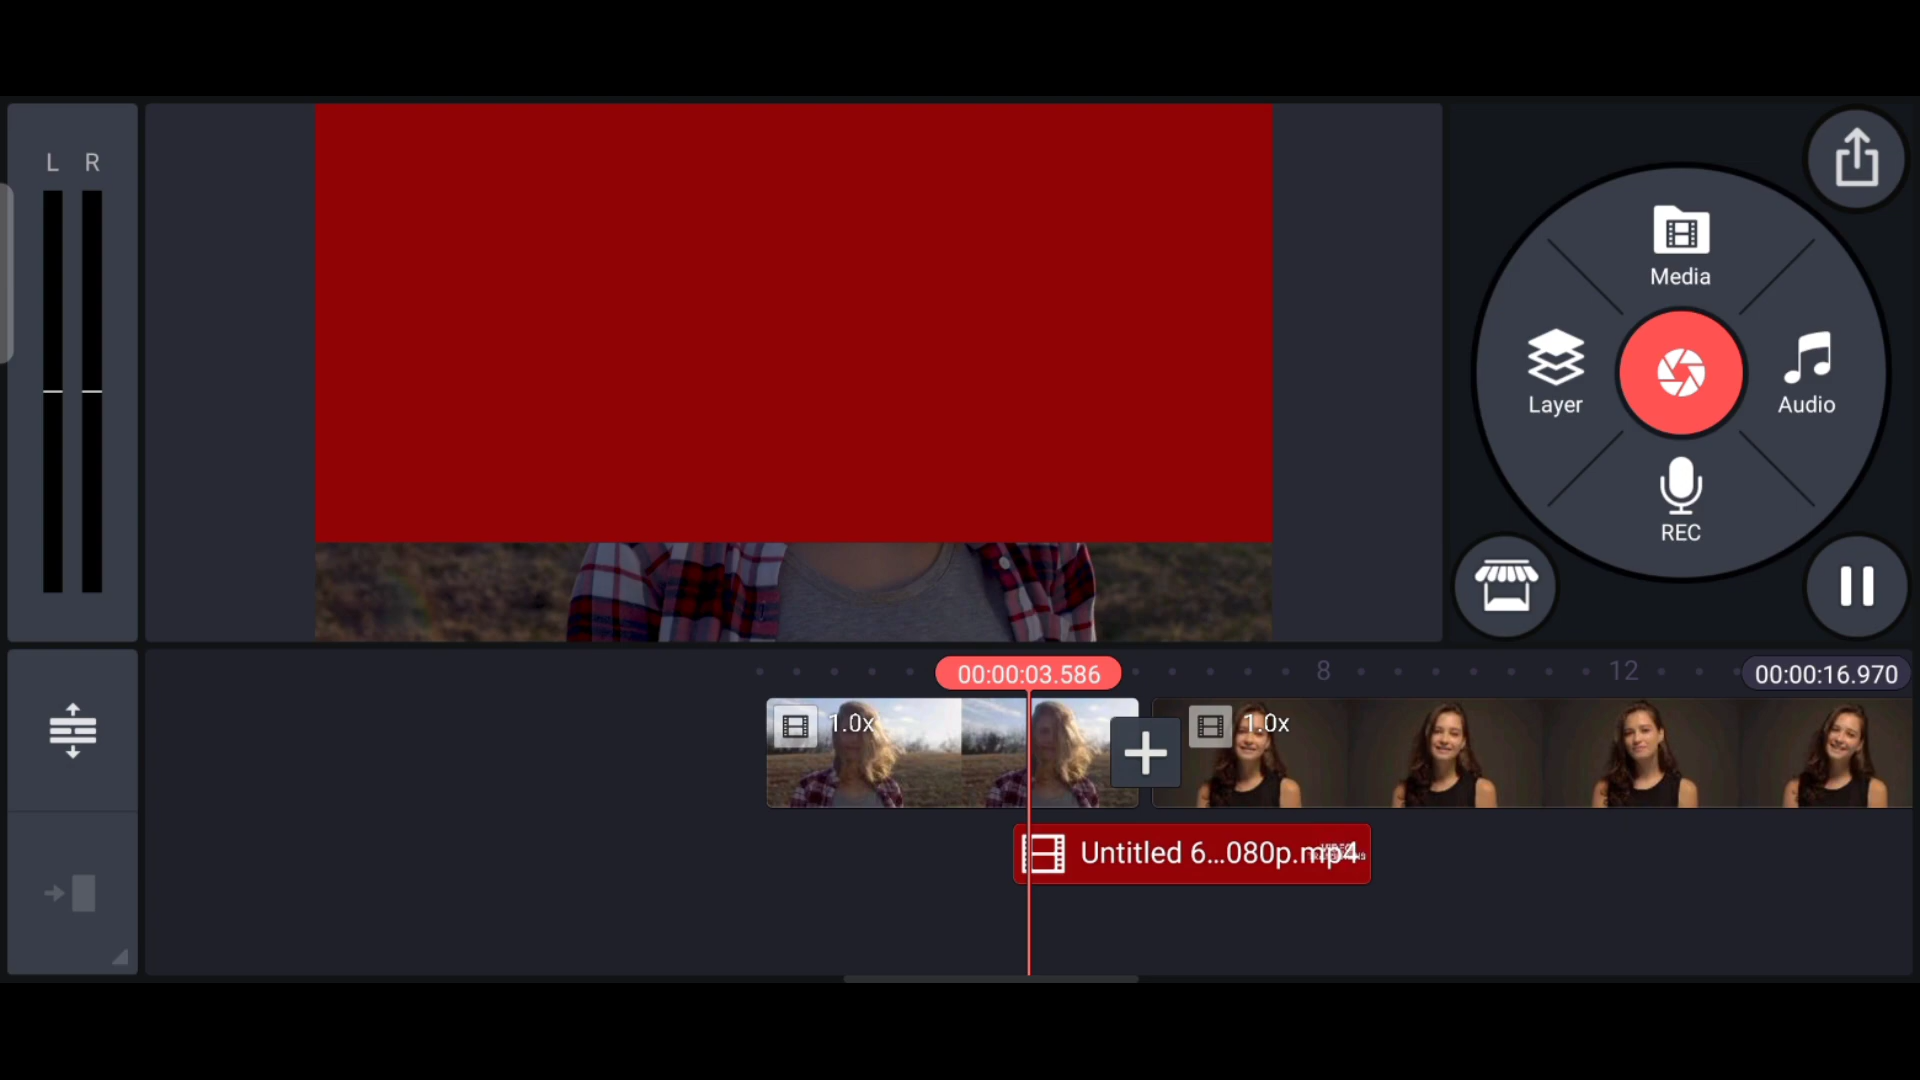 L R
Media
Layer
Audio
REC
00:00:03.586
8
12
00:00:16.970
1.0x
1.0x
Untitled 6...080p.mp4